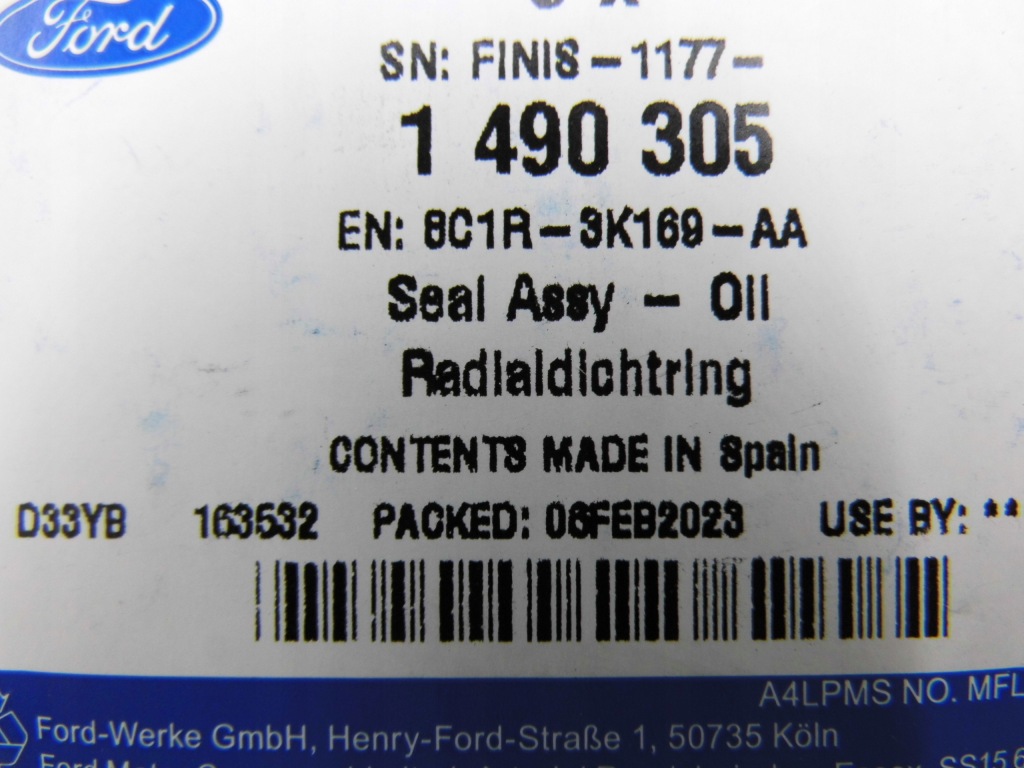 Ford
SN: FINIS-1177-
1 490 305
EN: 8C1R-3K169-AA
Seal Assy - Oil
Radialdichtring
CONTENTS MADE IN Spain
D33YB 163532 PACKED: 06FEB2023 USE BY: **
A4LPMS NO. MFL
Ford-Werke GmbH, Henry-Ford-Straße 1, 50735 Köln